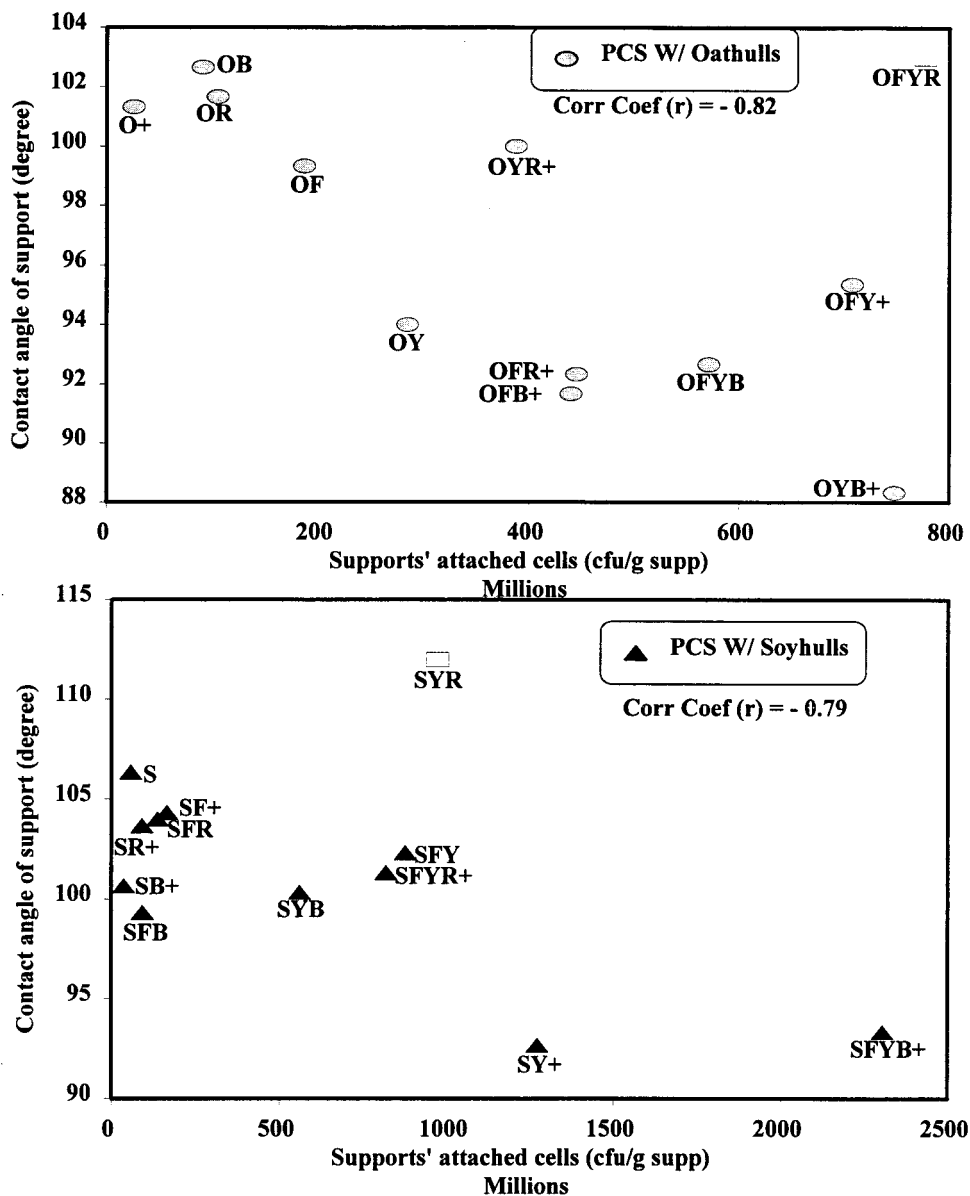 104
102
100
98
96
94
92
90
88
Contact angle of support (degree)
PCS W/ Oathulls
Corr Coef (r) = - 0.82
OB
OR
O+
OF
OYR+
OFYR
OY
OFR+
OFB+
OFYB
OFY+
OYB+
0 200 400 600 800
Supports' attached cells (cfu/g supp)
Millions
115
110
105
100
95
90
Contact angle of support (degree)
PCS W/ Soyhulls
Corr Coef (r) = - 0.79
SYR
S
SF+
SFR
SR+
SB+
SFB
SYB
SFY
SFYR+
SY+
SFYB+
0 500 1000 1500 2000 2500
Supports' attached cells (cfu/g supp)
Millions